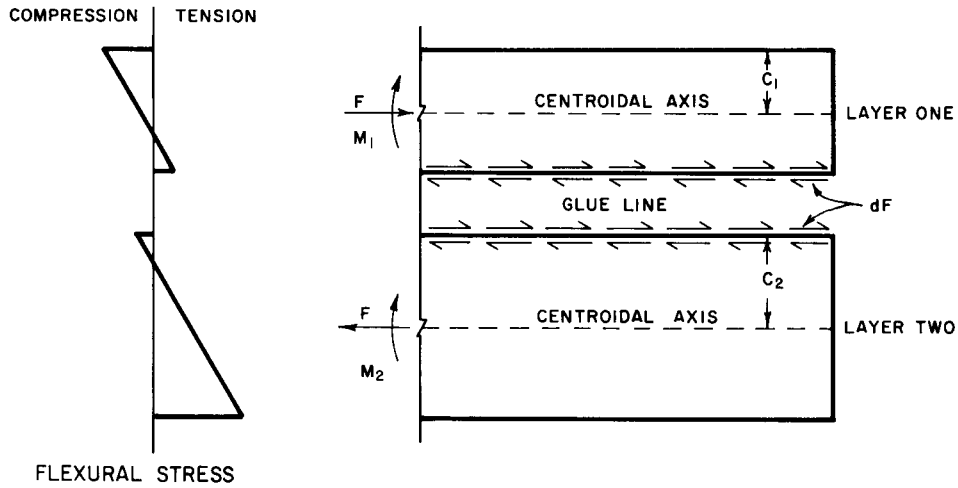 COMPRESSION
TENSION
C1
F
CENTROIDAL AXIS
LAYER ONE
M1
GLUE LINE
dF
C2
F
CENTROIDAL AXIS
LAYER TWO
M2
FLEXURAL STRESS